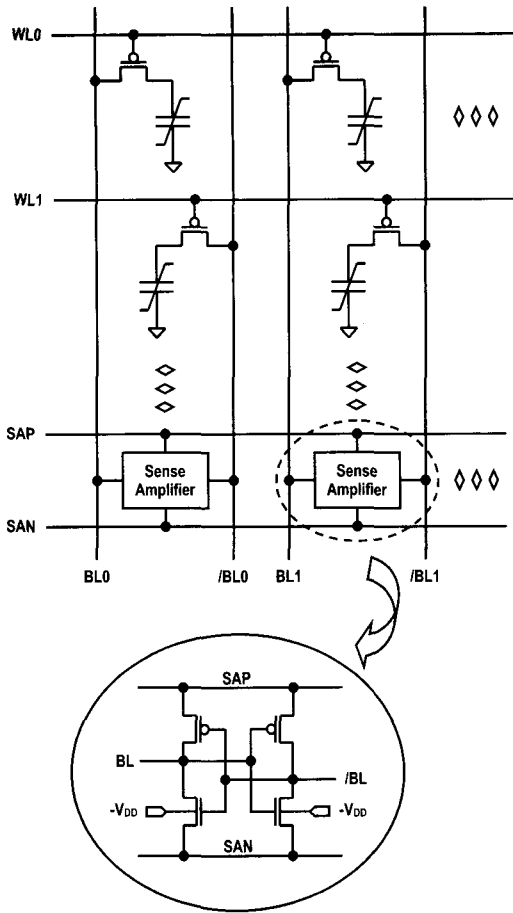 WL0
WL1
SAP
Sense
Amplifier
Sense
Amplifier
SAN
BL0
/BL0
BL1
/BL1
SAP
BL
/BL
-VDD
-VDD
SAN